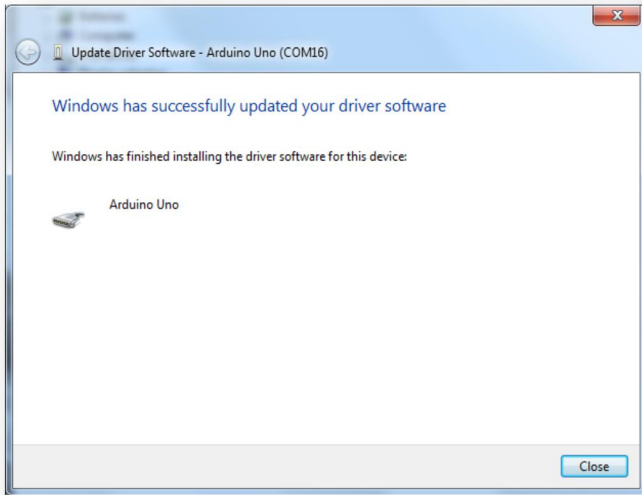 Update Driver Software - Arduino Uno (COM16)
Windows has successfully updated your driver software
Windows has finished installing the driver software for this device:
Arduino Uno
Close